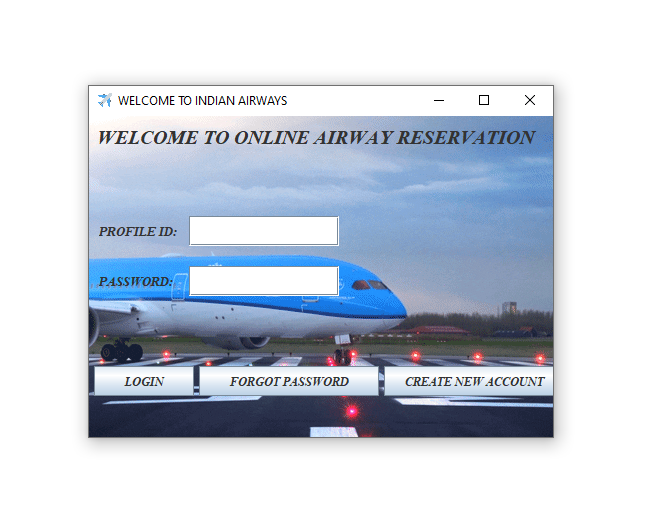 WELCOME TO INDIAN AIRWAYS
WELCOME TO ONLINE AIRWAY RESERVATION
PROFILE ID:
PASSWORD:
LOGIN FORGOT PASSWORD CREATE NEW ACCOUNT